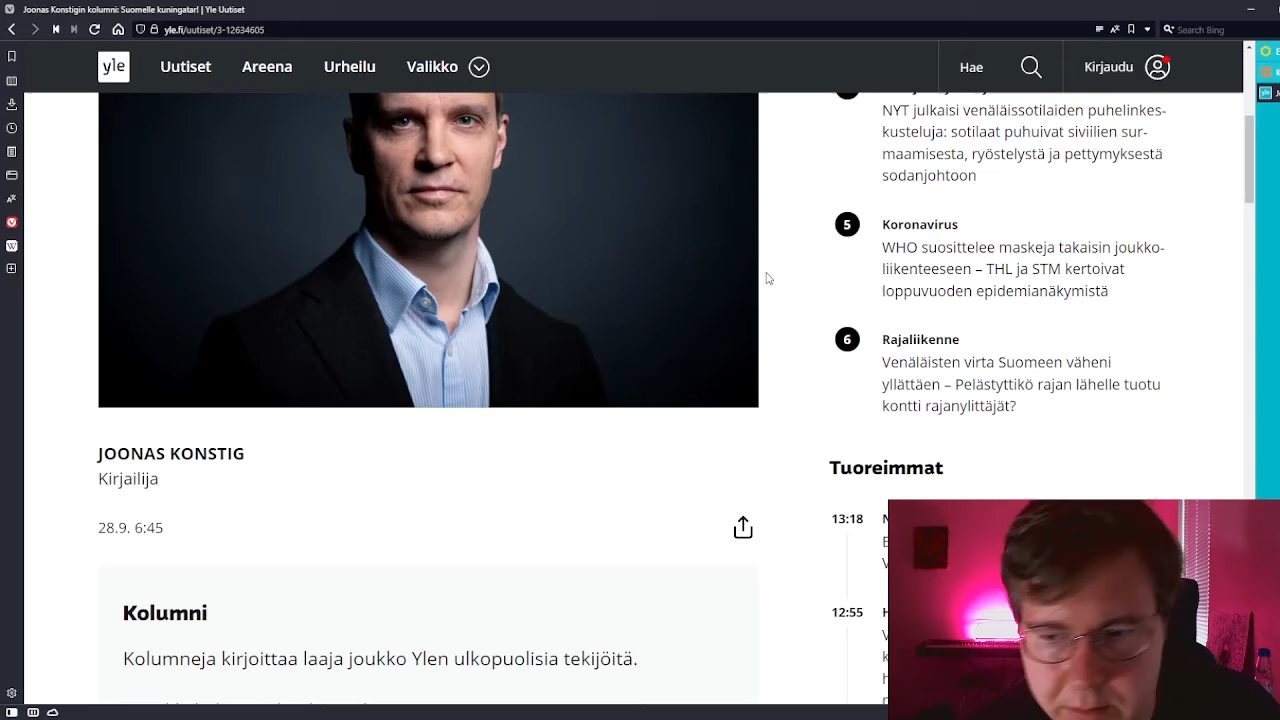 Joonas Konstigin kolumni: Suomelle kuningatar! | Yle Uutiset
yle.fi/uutiset/3-12634605
Search Bing
yle
Uutiset
Areena
Urheilu
Valikko
Hae
Kirjaudu
JOONAS KONSTIG
Kirjailija
28.9. 6:45
Kolumni
Kolumneja kirjoittaa laaja joukko Ylen ulkopuolisia tekijöitä.
NYT julkaisi venäläissotilaiden puhelinkes-
kusteluja: sotilaat puhuivat siviilien sur-
maamisesta, ryöstelystä ja pettymyksestä
sodanjohtoon
5
Koronavirus
WHO suosittelee maskeja takaisin joukko-
liikenteeseen – THL ja STM kertoivat
loppuvuoden epidemianäkymistä
6
Rajaliikenne
Venäläisten virta Suomeen väheni
yllättäen – Pelästyttikö rajan lähelle tuotu
kontti rajanylittäjät?
Tuoreimmat
13:18
12:55